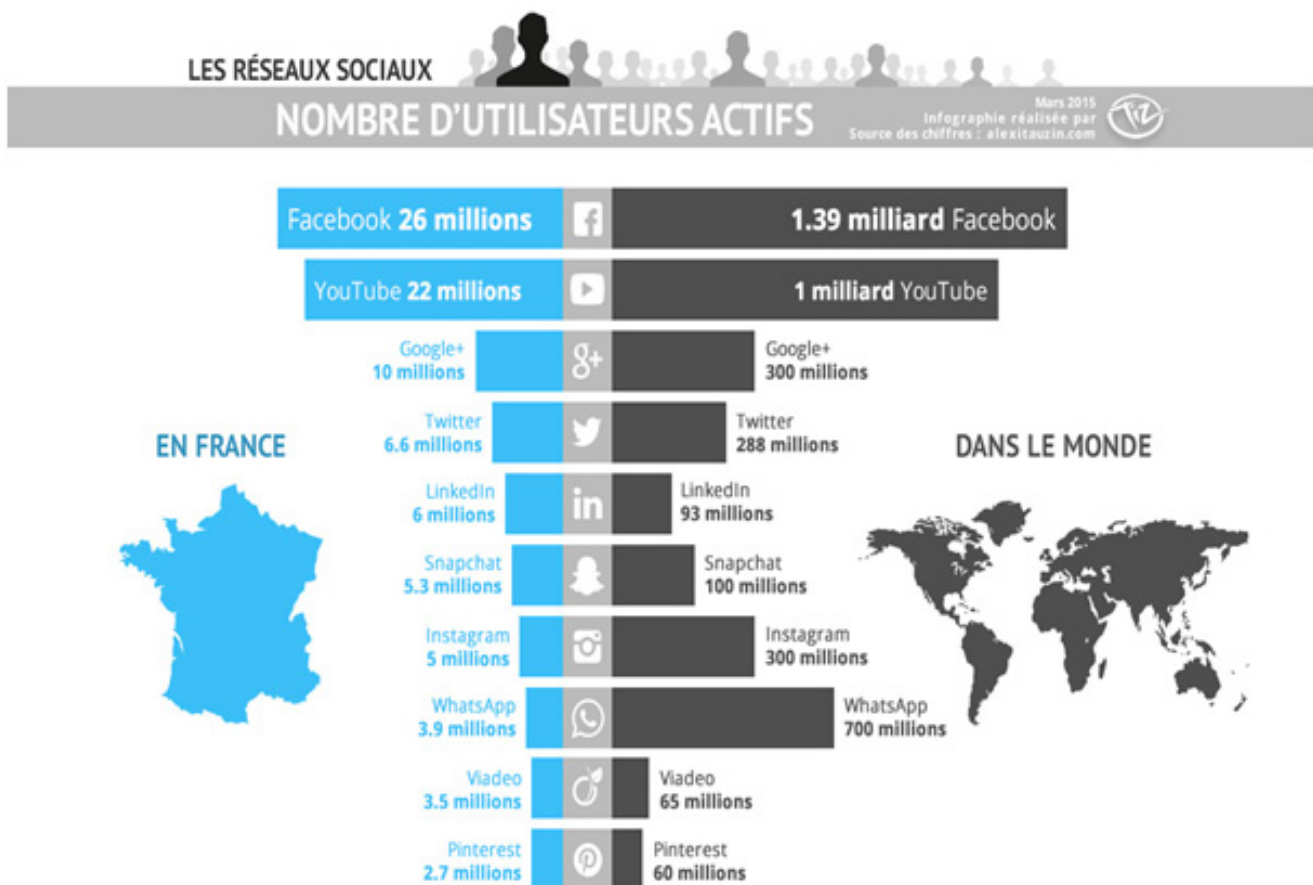 LES RÉSEAUX SOCIAUX
NOMBRE D'UTILISATEURS ACTIFS
Mars 2015
Infographie réalisée par
Source des chiffres : alexitauzin.com
TiZ
Facebook 26 millions
1.39 milliard Facebook
YouTube 22 millions
1 milliard YouTube
Google+
10 millions
Google+
300 millions
Twitter
6.6 millions
Twitter
288 millions
EN FRANCE
DANS LE MONDE
LinkedIn
6 millions
LinkedIn
93 millions
Snapchat
5.3 millions
Snapchat
100 millions
Instagram
5 millions
Instagram
300 millions
WhatsApp
3.9 millions
WhatsApp
700 millions
Viadeo
3.5 millions
Viadeo
65 millions
Pinterest
2.7 millions
Pinterest
60 millions